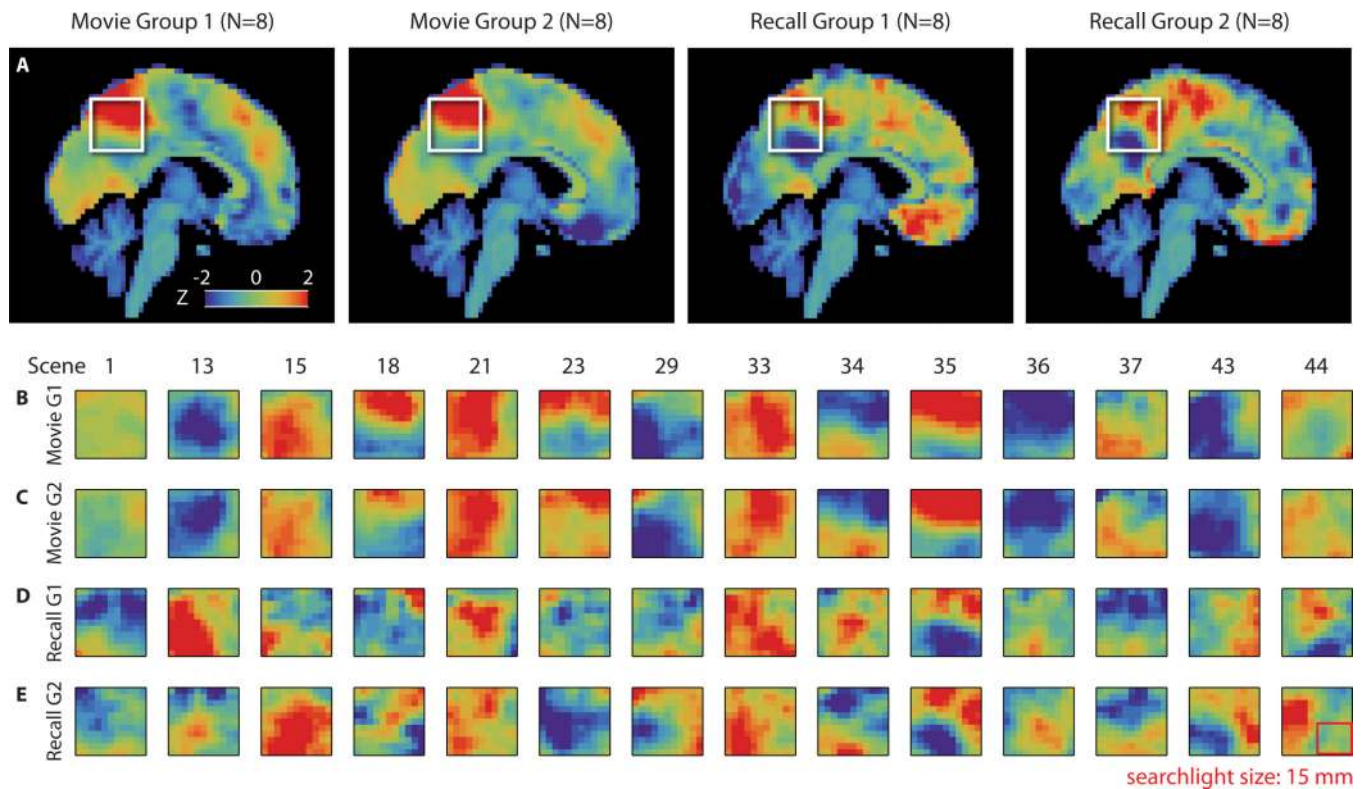 Movie Group 1 (N=8) Movie Group 2 (N=8) Recall Group 1 (N=8) Recall Group 2 (N=8)
A
-2 0 2
Z
Scene 1 13 15 18 21 23 29 33 34 35 36 37 43 44
B Movie G1
C Movie G2
D Recall G1
E Recall G2
searchlight size: 15 mm